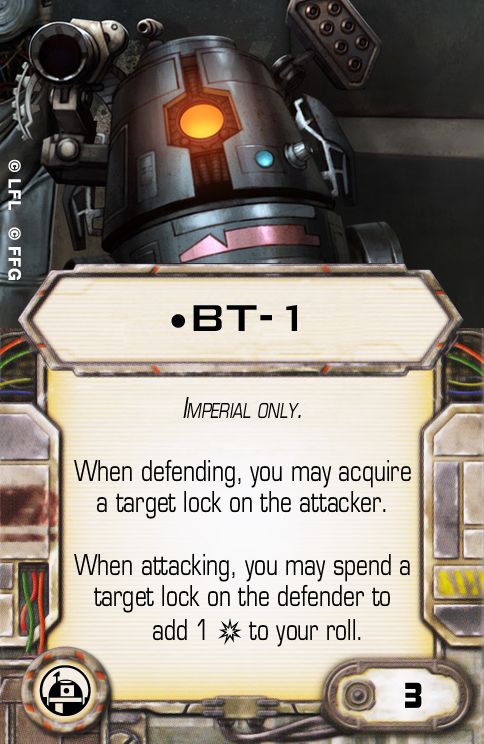 © LFL © FFG
•BT-1
IMPERIAL ONLY.
When defending, you may acquire
a target lock on the attacker.
When attacking, you may spend a
target lock on the defender to
add 1 to your roll.
3